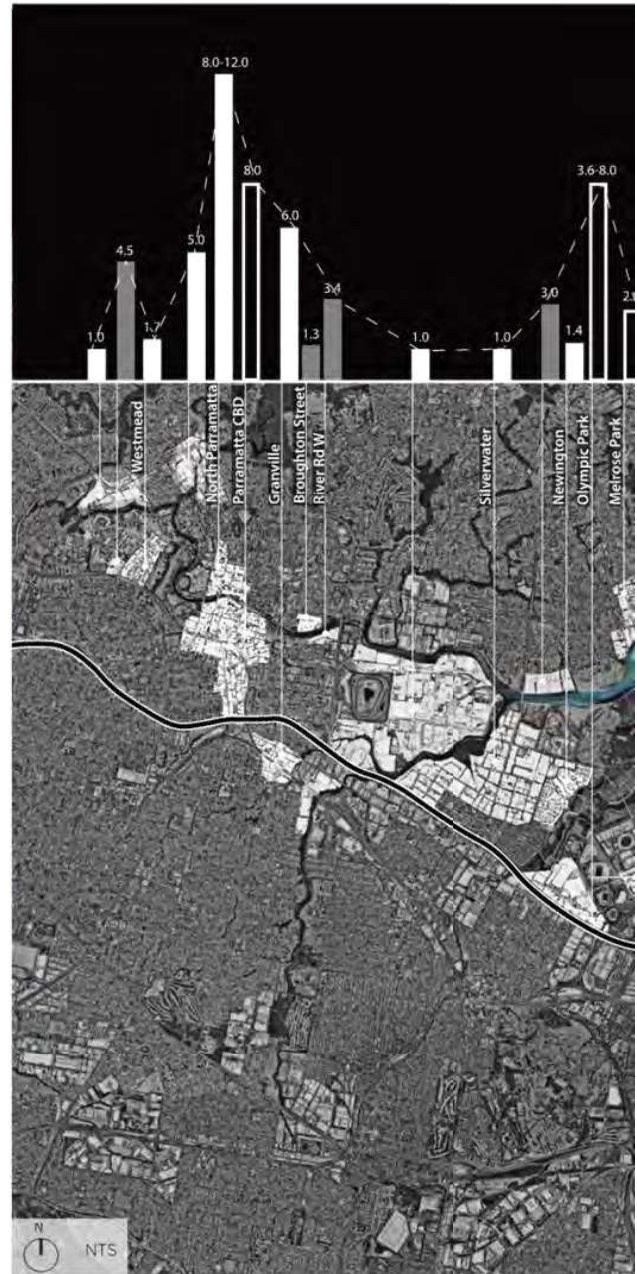 8.0-12.0
8.0
3.6-8.0
6.0
5.0
4.5
3.4
3.0
1.7
1.3
1.4
1.0
1.0
1.0
Westmead
North Parramatta
Parramatta CBD
Granville
Broughton Street
River Rd W
Silverwater
Newington
Olympic Park
Melrose Park
N
NTS